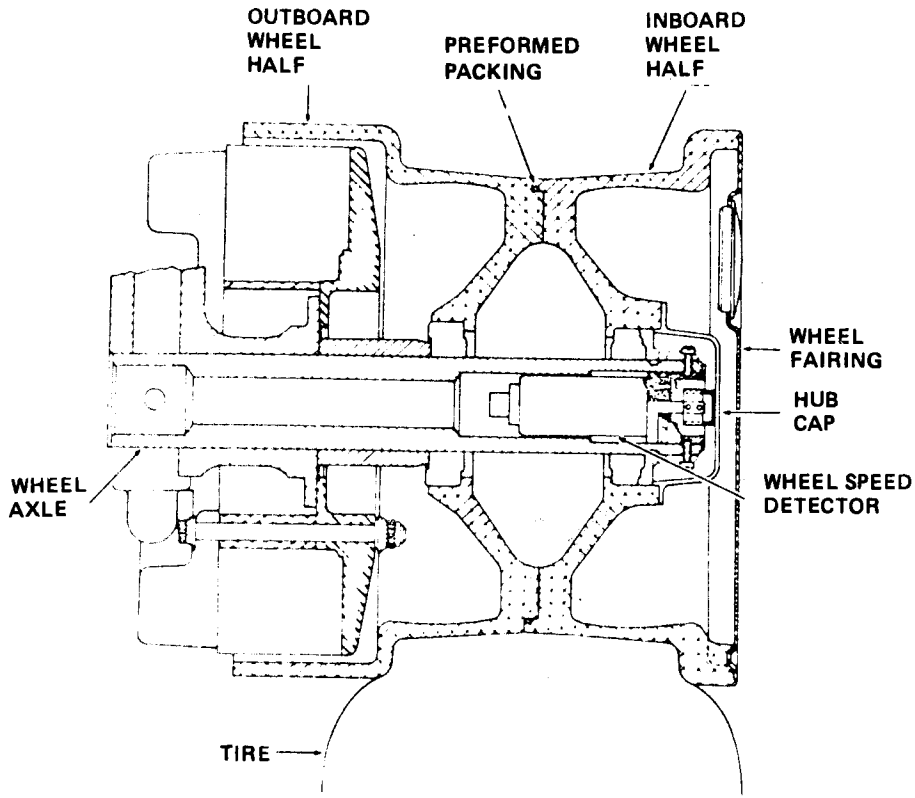 OUTBOARD
WHEEL
HALF
PREFORMED
PACKING
INBOARD
WHEEL
HALF
WHEEL
FAIRING
HUB
CAP
WHEEL SPEED
DETECTOR
WHEEL
AXLE
TIRE